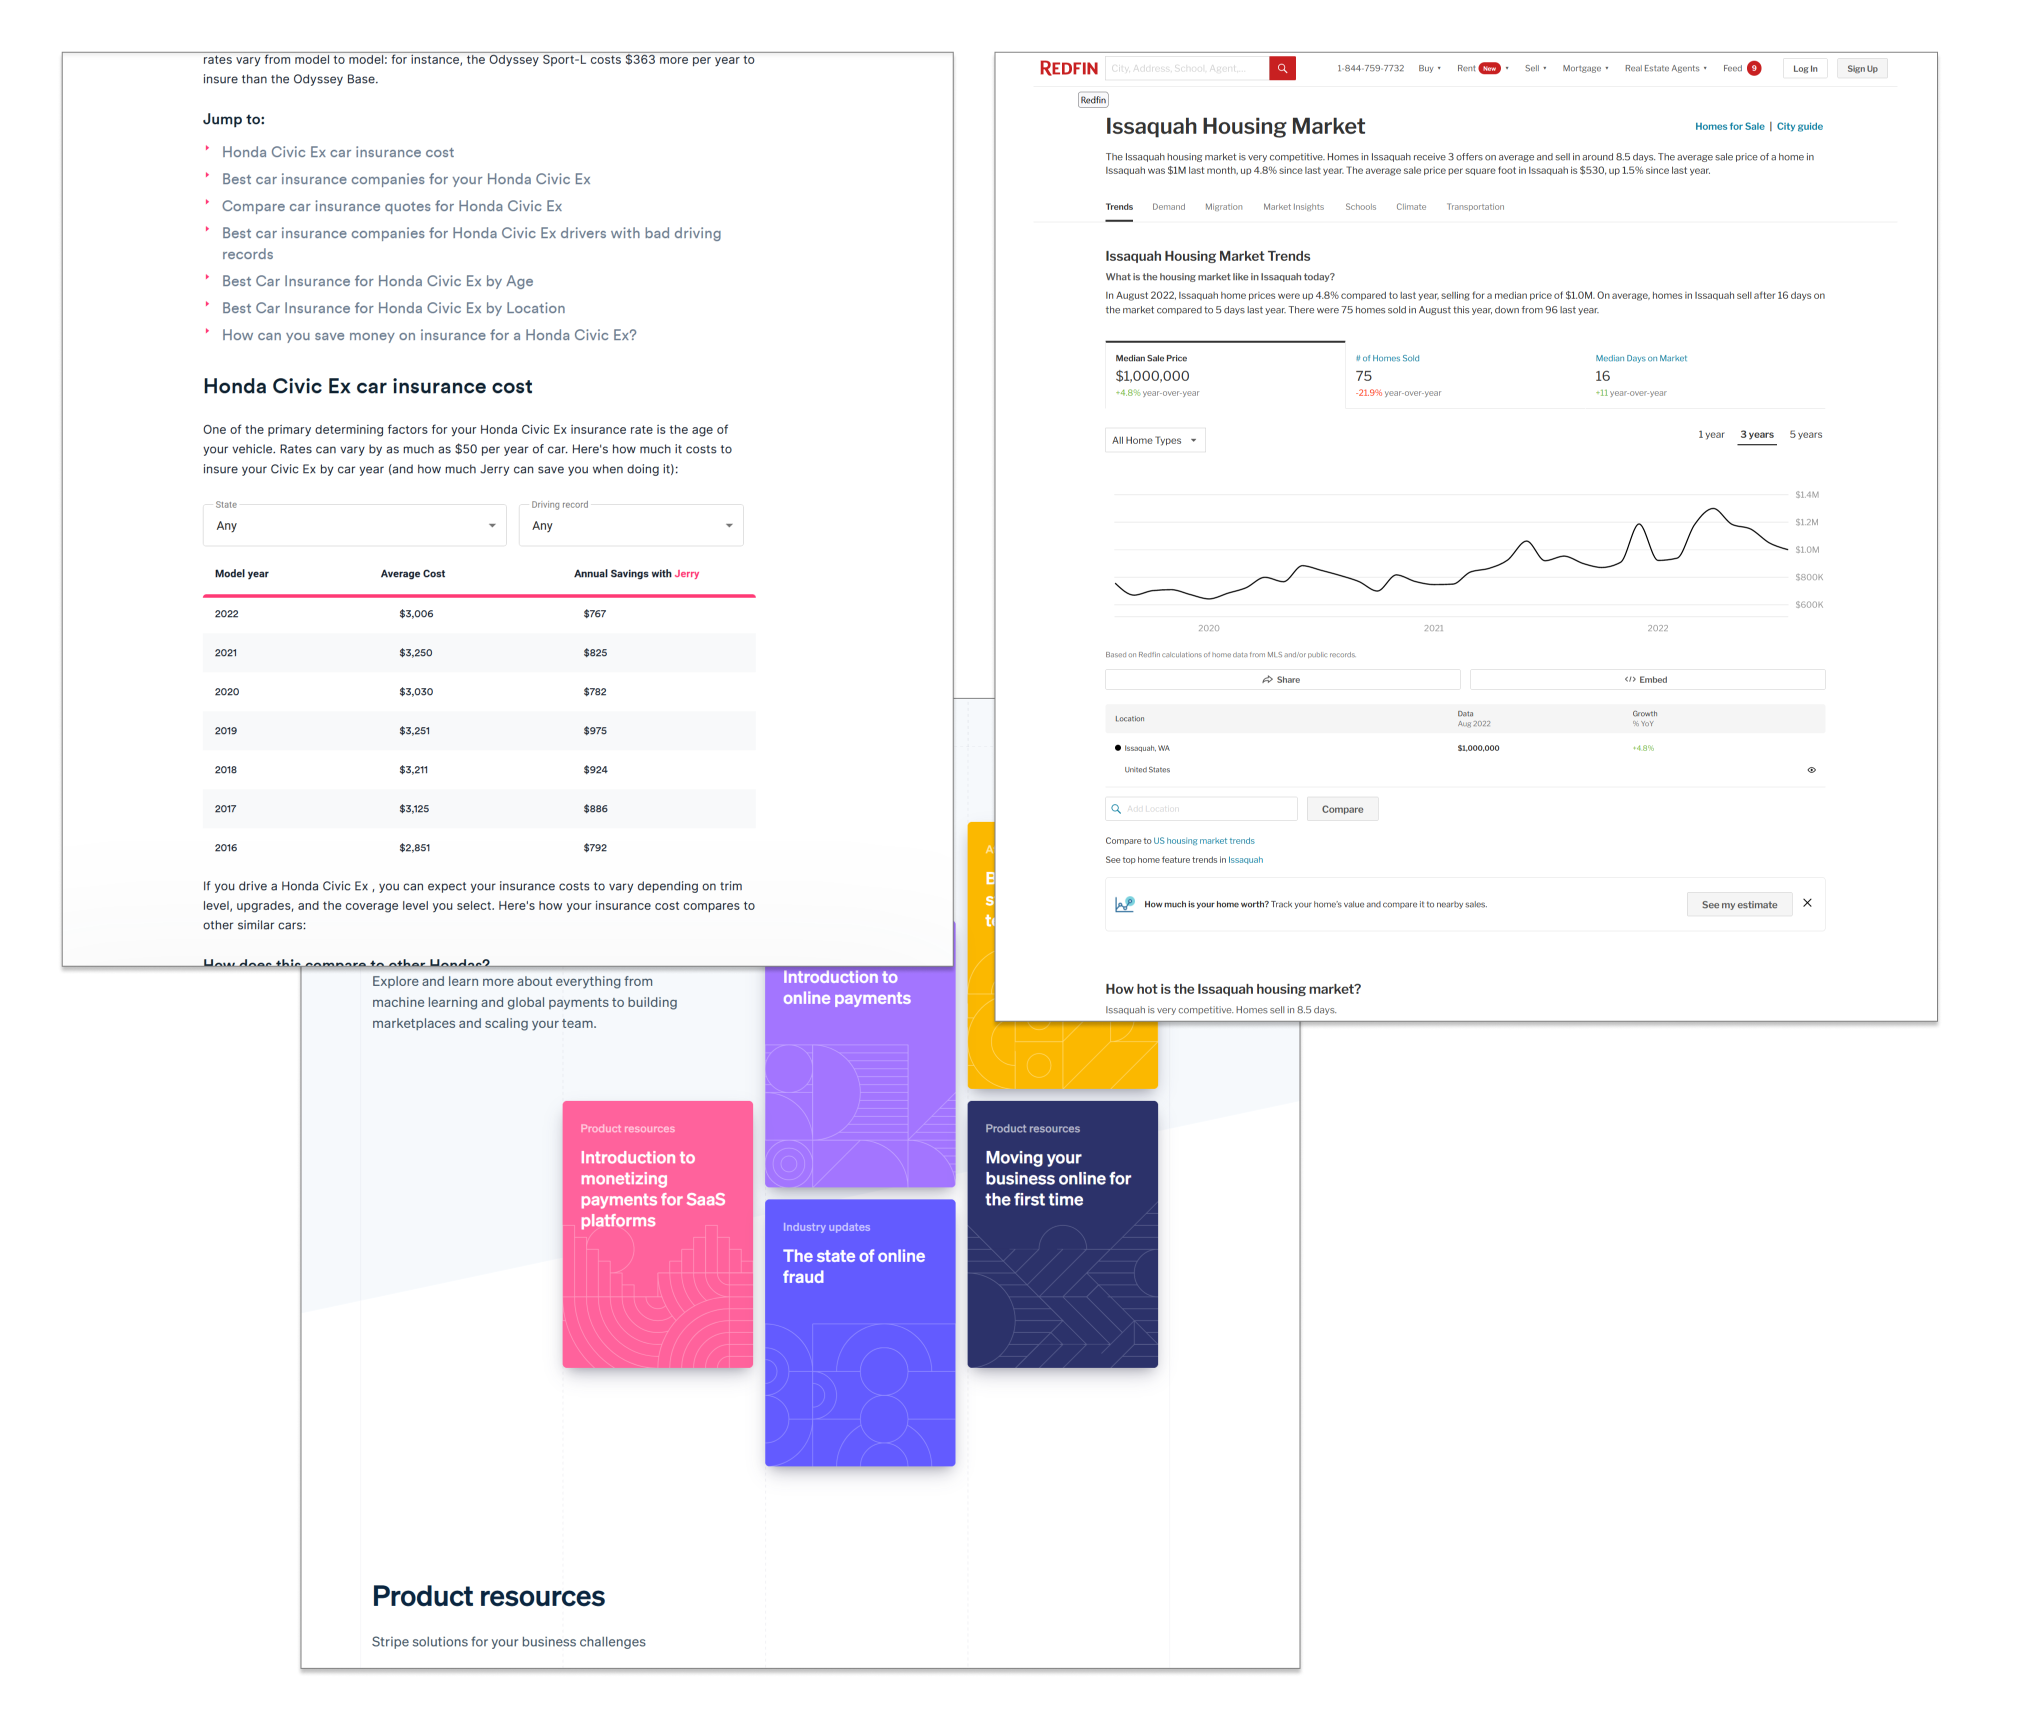 rates vary from model to model: for instance, the Odyssey Sport-L costs $363 more per year to
insure than the Odyssey Base.
Jump to:
Honda Civic Ex car insurance cost
Best car insurance companies for your Honda Civic Ex
Compare car insurance quotes for Honda Civic Ex
Best car insurance companies for Honda Civic Ex drivers with bad driving
records
Best Car Insurance for Honda Civic Ex by Age
Best Car Insurance for Honda Civic Ex by Location
How can you save money on insurance for a Honda Civic Ex?
Honda Civic Ex car insurance cost
One of the primary determining factors for your Honda Civic Ex insurance rate is the age of
your vehicle. Rates can vary by as much as $50 per year of car. Here's how much it costs to
insure your Civic Ex by car year (and how much Jerry can save you when doing it):
State Driving record
Any Any
Model year Average Cost Annual Savings with Jerry
2022 $3,006 $767
2021 $3,250 $825
2020 $3,030 $782
2019 $3,251 $975
2018 $3,211 $924
2017 $3,125 $886
2016 $2,851 $792
If you drive a Honda Civic Ex , you can expect your insurance costs to vary depending on trim
level, upgrades, and the coverage level you select. Here's how your insurance cost compares to
other similar cars:
How does this compare to other Hondas?
REDFIN City, Address, School, Agent,... 1-844-759-7732 Buy Rent New Sell Mortgage Real Estate Agents Feed 9 Log In Sign Up
Redfin
Issaquah Housing Market Homes for Sale | City guide
The Issaquah housing market is very competitive. Homes in Issaquah receive 3 offers on average and sell in around 8.5 days. The average sale price of a home in
Issaquah was $1M last month, up 4.8% since last year. The average sale price per square foot in Issaquah is $530, up 1.5% since last year.
Trends Demand Migration Market Insights Schools Climate Transportation
Issaquah Housing Market Trends
What is the housing market like in Issaquah today?
In August 2022, Issaquah home prices were up 4.8% compared to last year, selling for a median price of $1.0M. On average, homes in Issaquah sell after 16 days on
the market compared to 5 days last year. There were 75 homes sold in August this year, down from 96 last year.
Median Sale Price # of Homes Sold Median Days on Market
$1,000,000 75 16
+4.8% year-over-year -21.9% year-over-year +11 year-over-year
All Home Types 1 year 3 years 5 years
$1.4M
$1.2M
$1.0M
$800K
$600K
2020 2021 2022
Based on Redfin calculations of home data from MLS and/or public records.
Share </> Embed
Location Data Growth
Aug 2022 % YoY
Issaquah, WA $1,000,000 +4.8%
United States
Add Location Compare
Compare to US housing market trends
See top home feature trends in Issaquah
How much is your home worth? Track your home's value and compare it to nearby sales. See my estimate
How hot is the Issaquah housing market?
Issaquah is very competitive. Homes sell in 8.5 days.
Explore and learn more about everything from
machine learning and global payments to building
marketplaces and scaling your team.
Introduction to
online payments
Product resources
Introduction to
monetizing
payments for SaaS
platforms
Industry updates
The state of online
fraud
Product resources
Moving your
business online for
the first time
Product resources
Stripe solutions for your business challenges